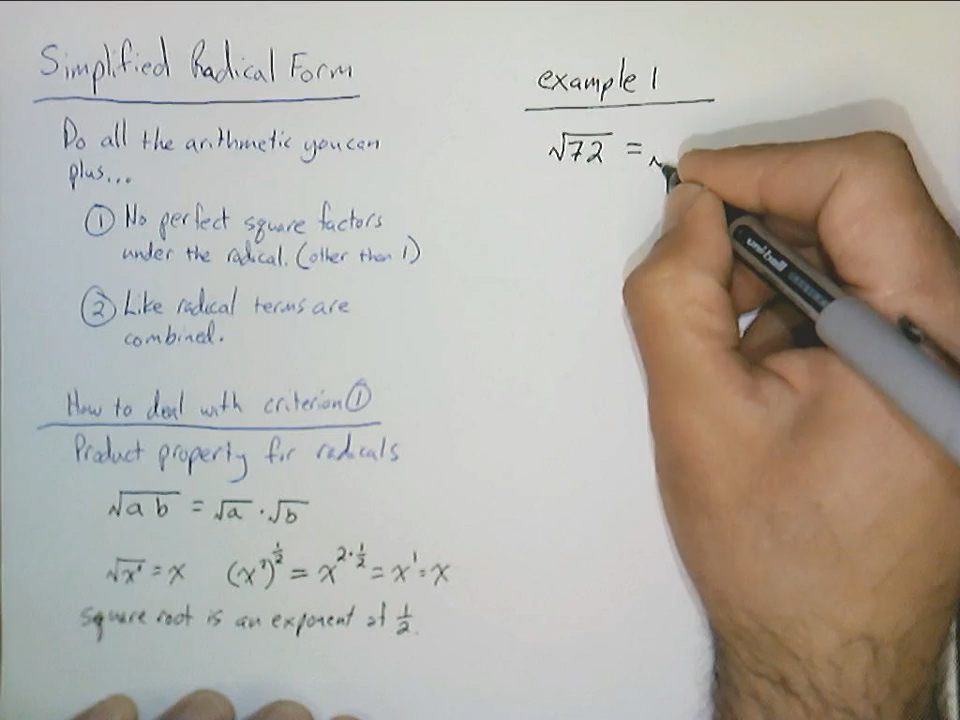 Simplified Radical Form
Do all the arithmetic you can
plus...
① No perfect square factors
under the radical. (other than 1)
② Like radical terms are
combined.
How to deal with criterion ①
Product property for radicals
√ab = √a · √b
√x² = x (x²)^½ = x^2·½ = x¹ = x
square root is an exponent of ½.
example 1
√72 =
uni-ball